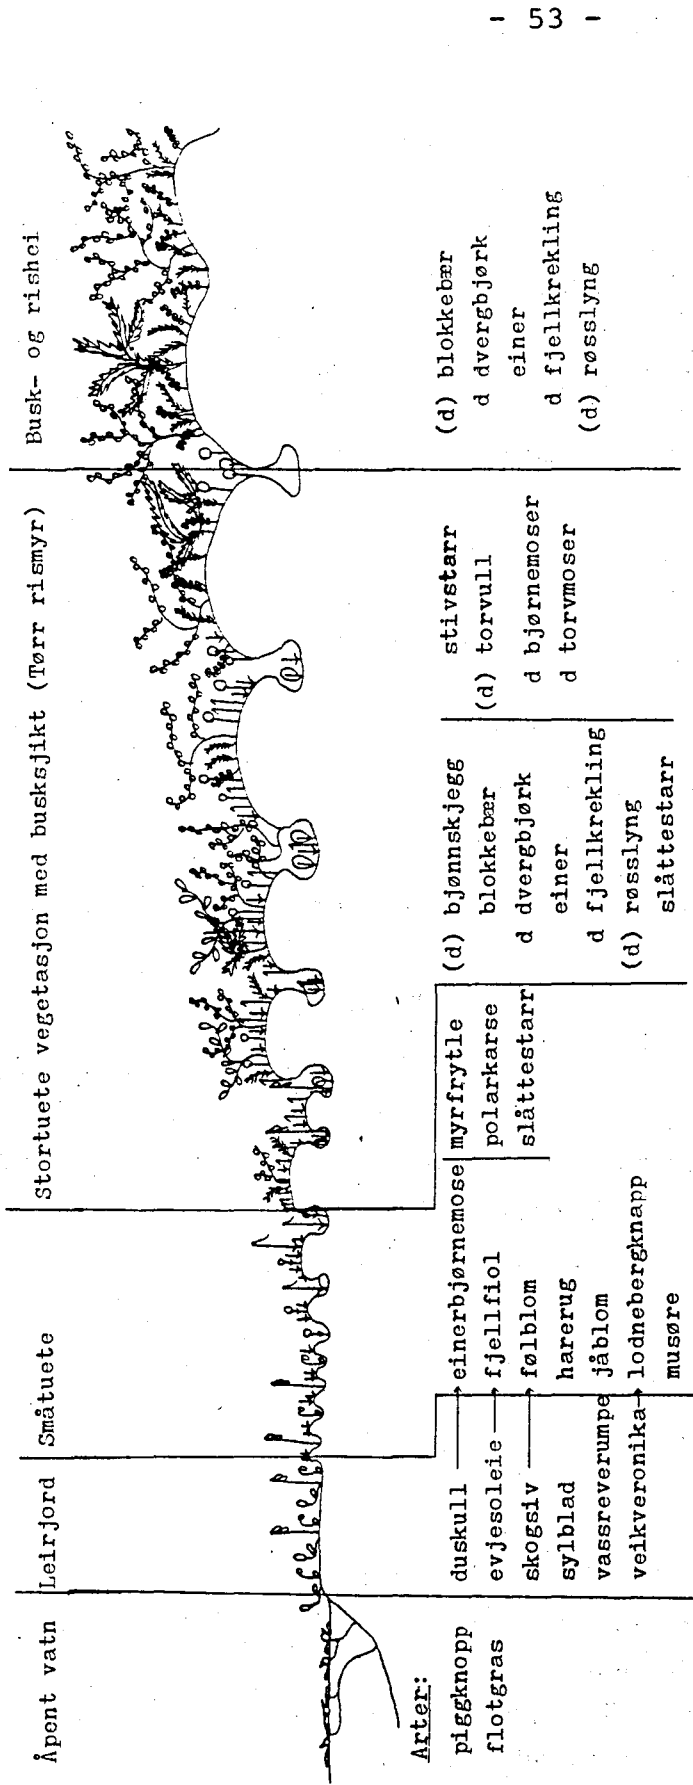 - 53 -
Åpent vatn
Leirjord
Småtuete
Stortuete vegetasjon med busksjikt (Tørr rismyr)
Busk- og rishei
Arter:
piggknopp
flotgras
duskull
evjesoleie
skogsiv
sylblad
vassreverumpe
veikveronika
einerbjørnemose
fjellfiol
følblom
harerug
jåblom
lodnebergknapp
musøre
myrfrytle
polarkarse
slåttestarr
(d) bjønnskjegg
blokkebær
d dvergbjørk
einer
d fjellkrekling
(d) røsslyng
slåttestarr
stivstarr
(d) torvull
d bjørnemoser
d torvmoser
(d) blokkebær
d dvergbjørk
einer
d fjellkrekling
(d) røsslyng